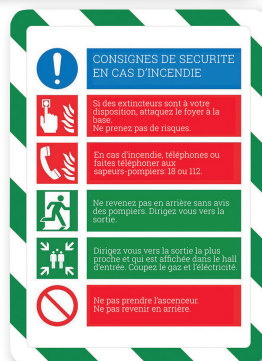 CONSIGNES DE SECURITE
EN CAS D'INCENDIE
Si des extincteurs sont à votre
disposition, attaquez le foyer à la
base.
Ne prenez pas de risques.
En cas d'incendie, téléphones ou
faites téléphoner aux
sapeurs-pompiers: 18 ou 112.
Ne revenez pas en arrière sans avis
des pompiers. Dirigez vous vers la
sortie.
Dirigez vous vers la sortie la plus
proche et qui est affichée dans le hall
d'entrée. Coupez le gaz et l'éléctricité.
Ne pas prendre l'ascenceur.
Ne pas revenir en arrière.